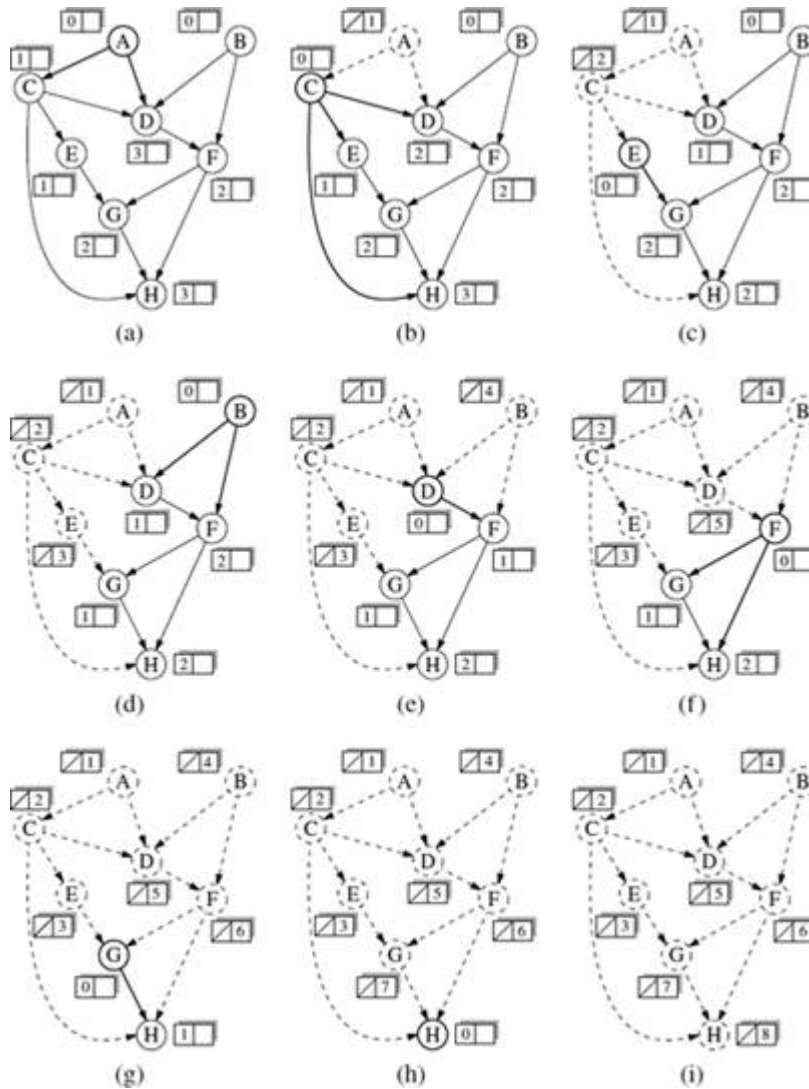 0 A 0 B
1 C
D
E 3 F
1 G 2
2
H 3
(a)
1 A 0 B
0 C
D
E 2 F
1 G 2
2
H 3
(b)
1 A 0 B
2 C
D
E 1 F
0 G 2
2
H 2
(c)
1 A 0 B
2 C
D
E 1 F
3 G 2
1
H 2
(d)
1 A 4 B
2 C
D
E 0 F
3 G 1
1
H 2
(e)
1 A 4 B
2 C
D
E 5 F
3 G 0
1
H 2
(f)
1 A 4 B
2 C
D
E 5 F
3 G 6
0
H 1
(g)
1 A 4 B
2 C
D
E 5 F
3 G 6
7
H 0
(h)
1 A 4 B
2 C
D
E 5 F
3 G 6
7
H 8
(i)